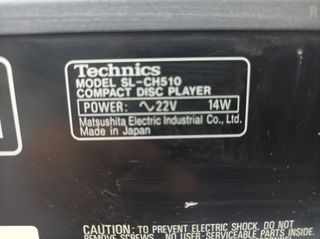 Technics
MODEL SL-CH510
COMPACT DISC PLAYER
POWER: ∿22V 14W
Matsushita Electric Industrial Co., Ltd.
Made in Japan
CAUTION: TO PREVENT ELECTRIC SHOCK, DO NOT
REMOVE SCREWS. NO USER-SERVICEABLE PARTS INSIDE.